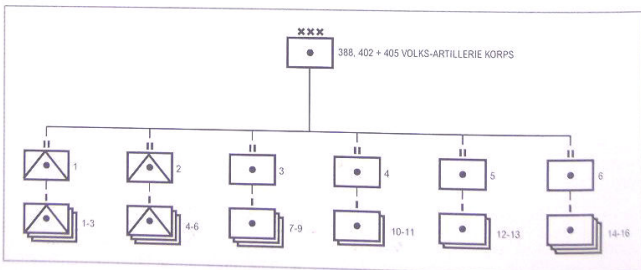 XXX
388, 402 + 405 VOLKS-ARTILLERIE KORPS
II II II II II II
1 2 3 4 5 6
I I I I I I
1-3 4-6 7-9 10-11 12-13 14-16